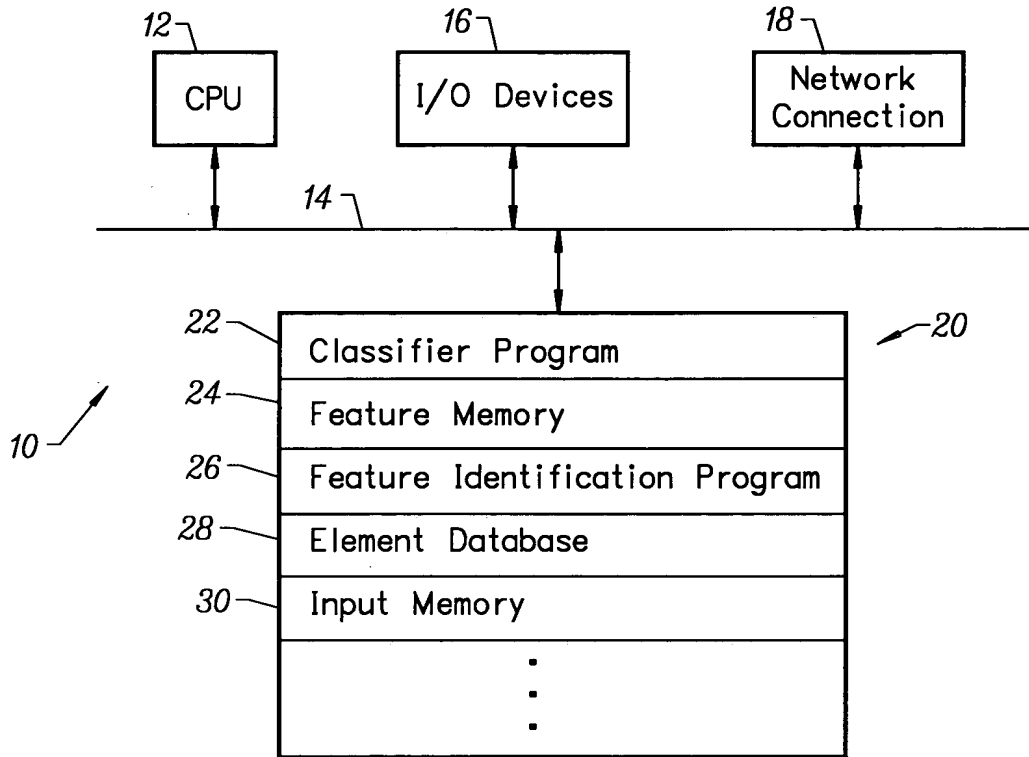 12
16
18
CPU
I/O Devices
Network
Connection
14
22
Classifier Program
20
24
Feature Memory
10
26
Feature Identification Program
28
Element Database
30
Input Memory